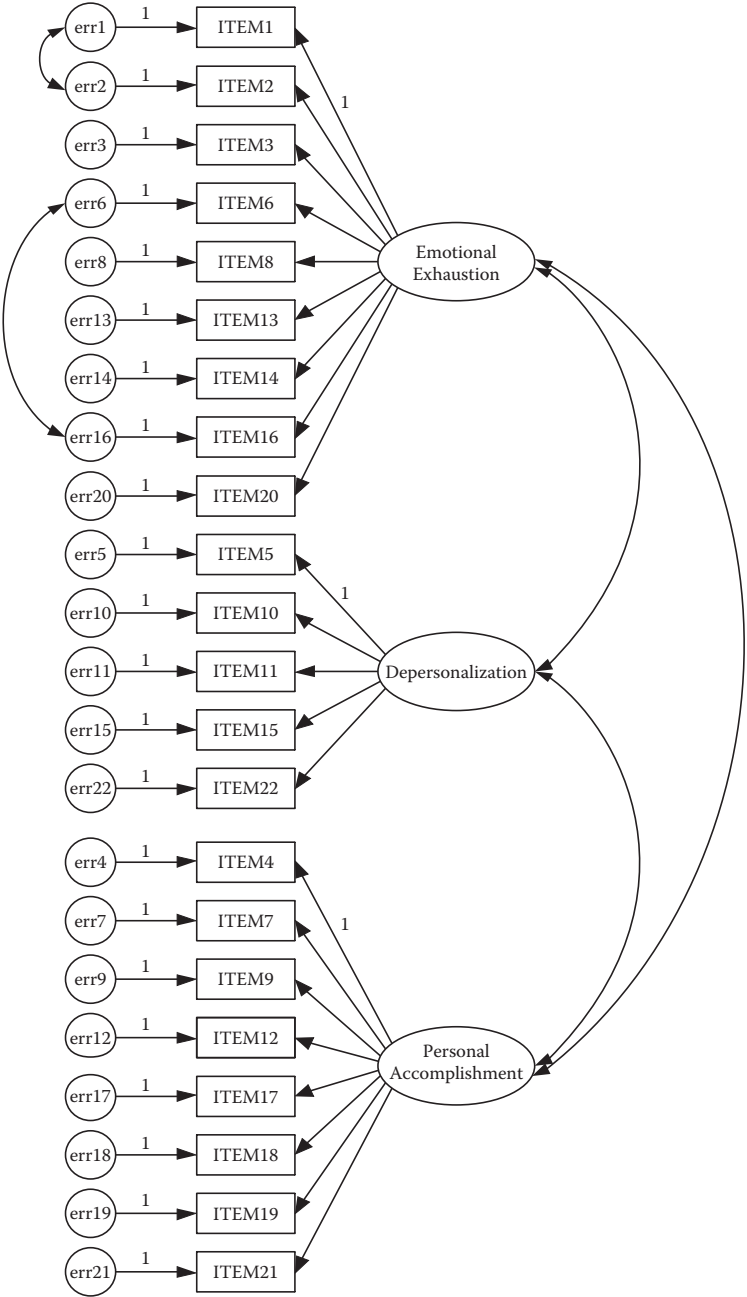 err1 1 ITEM1
1
err2 1 ITEM2
err3 1 ITEM3
err6 1 ITEM6
err8 1 ITEM8
Emotional
Exhaustion
err13 1 ITEM13
err14 1 ITEM14
err16 1 ITEM16
err20 1 ITEM20
err5 1 ITEM5
1
err10 1 ITEM10
err11 1 ITEM11
Depersonalization
err15 1 ITEM15
err22 1 ITEM22
err4 1 ITEM4
1
err7 1 ITEM7
err9 1 ITEM9
err12 1 ITEM12
Personal
Accomplishment
err17 1 ITEM17
err18 1 ITEM18
err19 1 ITEM19
err21 1 ITEM21